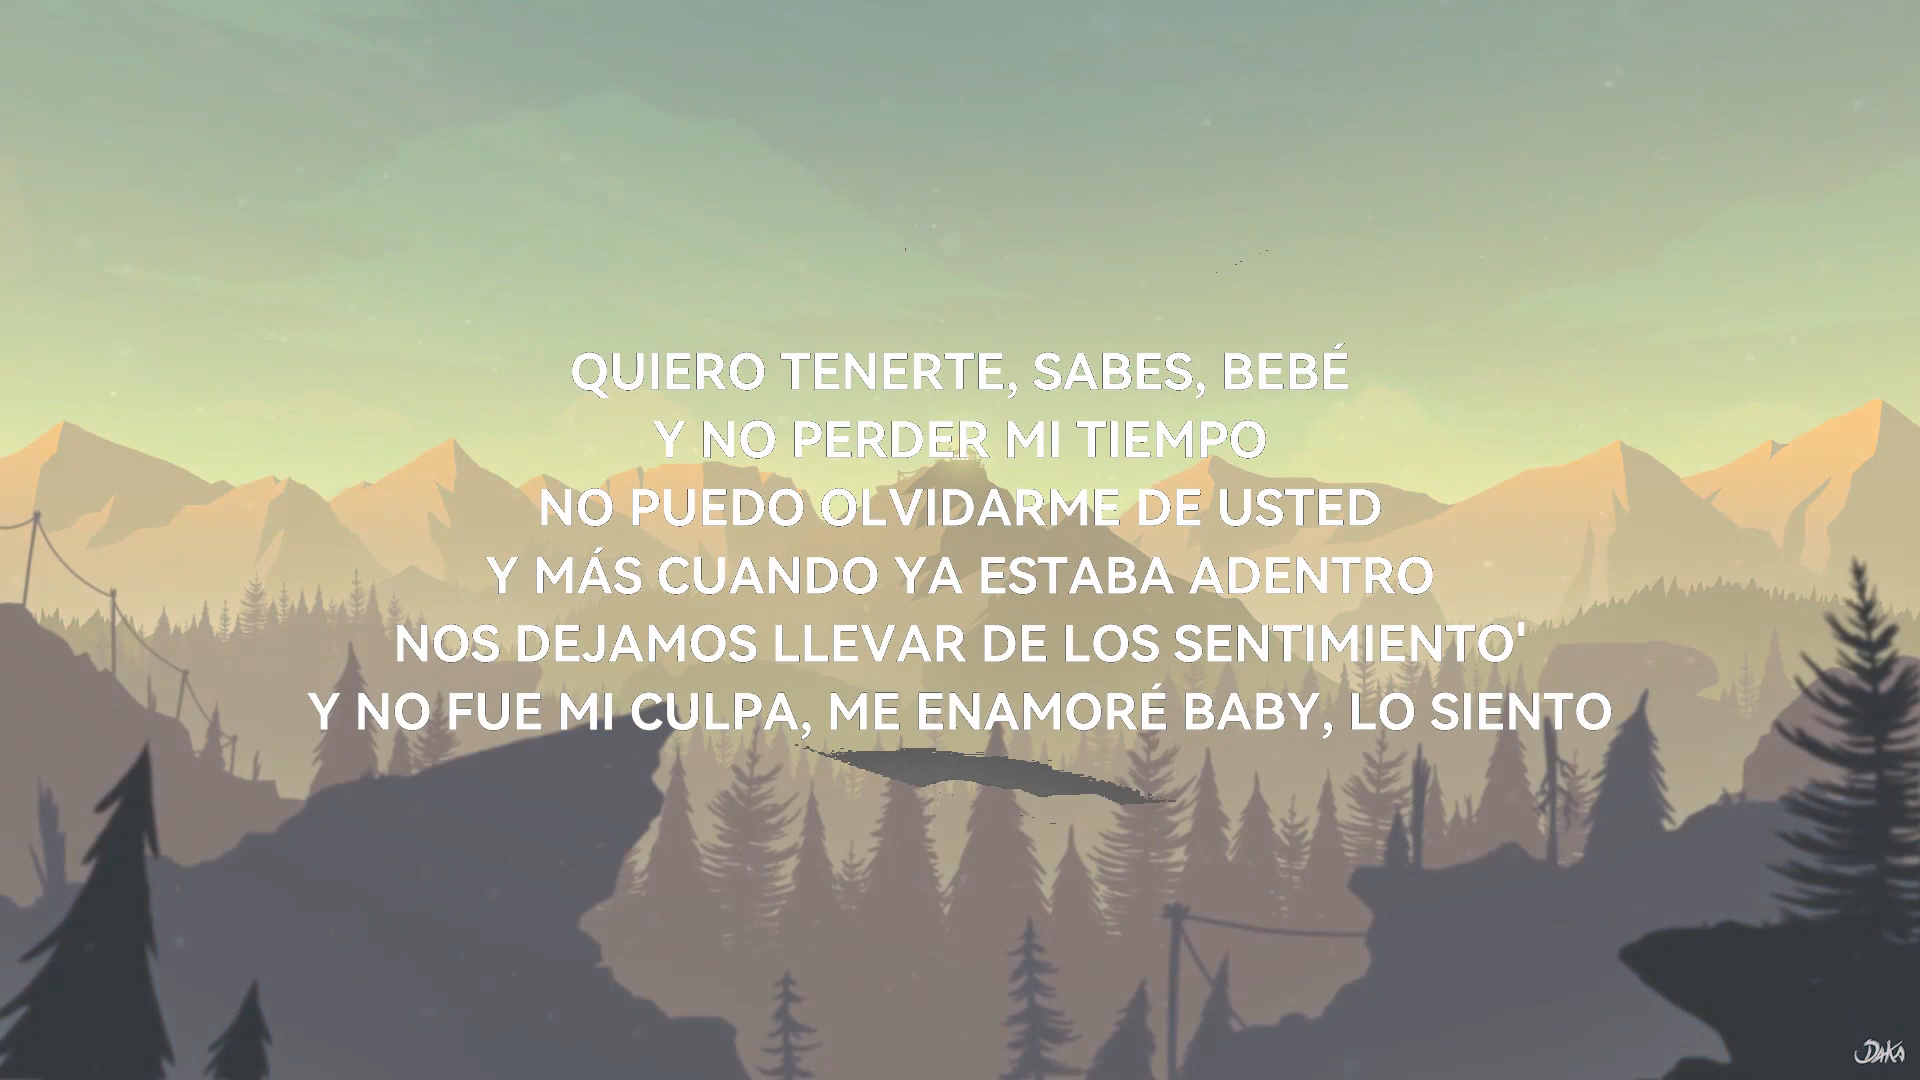 QUIERO TENERTE, SABES, BEBÉ
Y NO PERDER MI TIEMPO
NO PUEDO OLVIDARME DE USTED
Y MÁS CUANDO YA ESTABA ADENTRO
NOS DEJAMOS LLEVAR DE LOS SENTIMIENTO'
Y NO FUE MI CULPA, ME ENAMORÉ BABY, LO SIENTO
DAKA